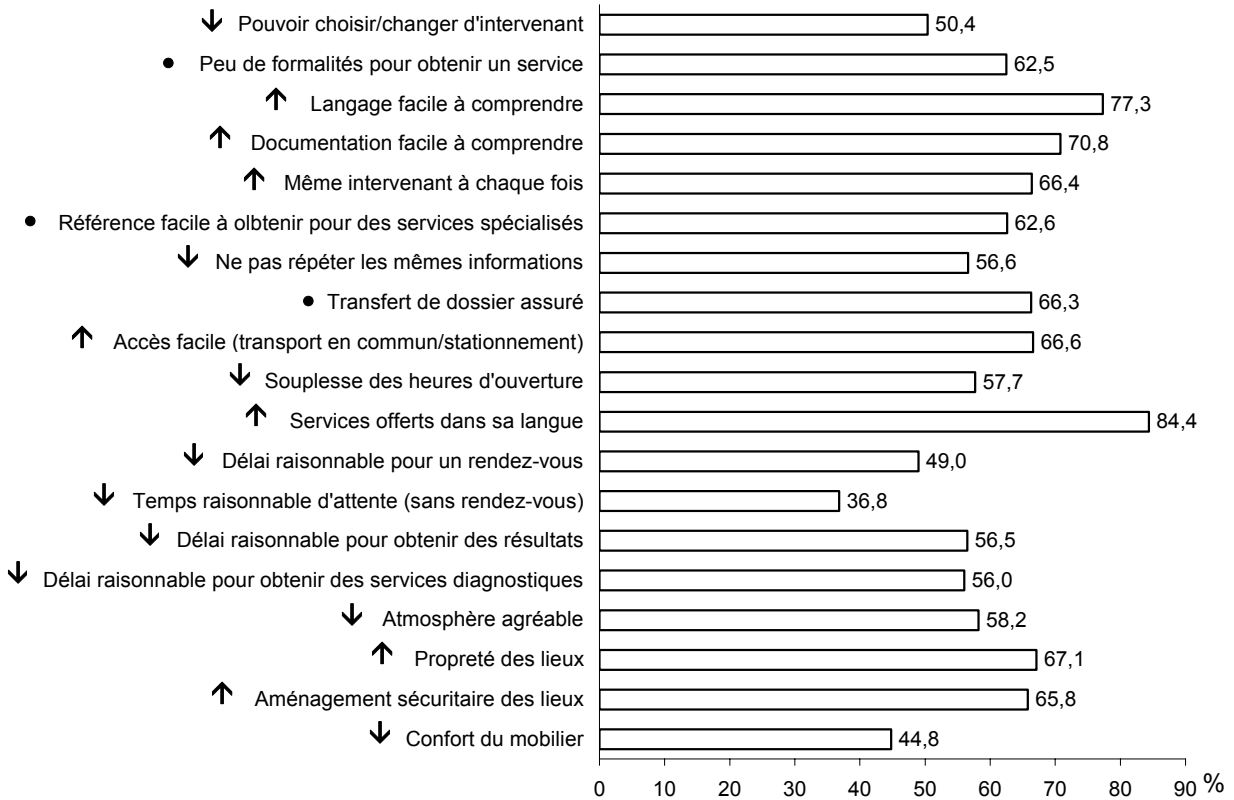 ↓ Pouvoir choisir/changer d'intervenant 50,4
• Peu de formalités pour obtenir un service 62,5
↑ Langage facile à comprendre 77,3
↑ Documentation facile à comprendre 70,8
↑ Même intervenant à chaque fois 66,4
• Référence facile à olbtenir pour des services spécialisés 62,6
↓ Ne pas répéter les mêmes informations 56,6
• Transfert de dossier assuré 66,3
↑ Accès facile (transport en commun/stationnement) 66,6
↓ Souplesse des heures d'ouverture 57,7
↑ Services offerts dans sa langue 84,4
↓ Délai raisonnable pour un rendez-vous 49,0
↓ Temps raisonnable d'attente (sans rendez-vous) 36,8
↓ Délai raisonnable pour obtenir des résultats 56,5
↓ Délai raisonnable pour obtenir des services diagnostiques 56,0
↓ Atmosphère agréable 58,2
↑ Propreté des lieux 67,1
↑ Aménagement sécuritaire des lieux 65,8
↓ Confort du mobilier 44,8
0 10 20 30 40 50 60 70 80 90 %